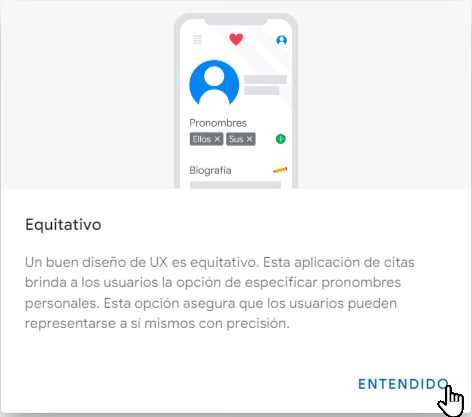 Pronombres
Ellos × Sus ×
Biografía
Equitativo
Un buen diseño de UX es equitativo. Esta aplicación de citas
brinda a los usuarios la opción de especificar pronombres
personales. Esta opción asegura que los usuarios pueden
representarse a sí mismos con precisión.
ENTENDIDO